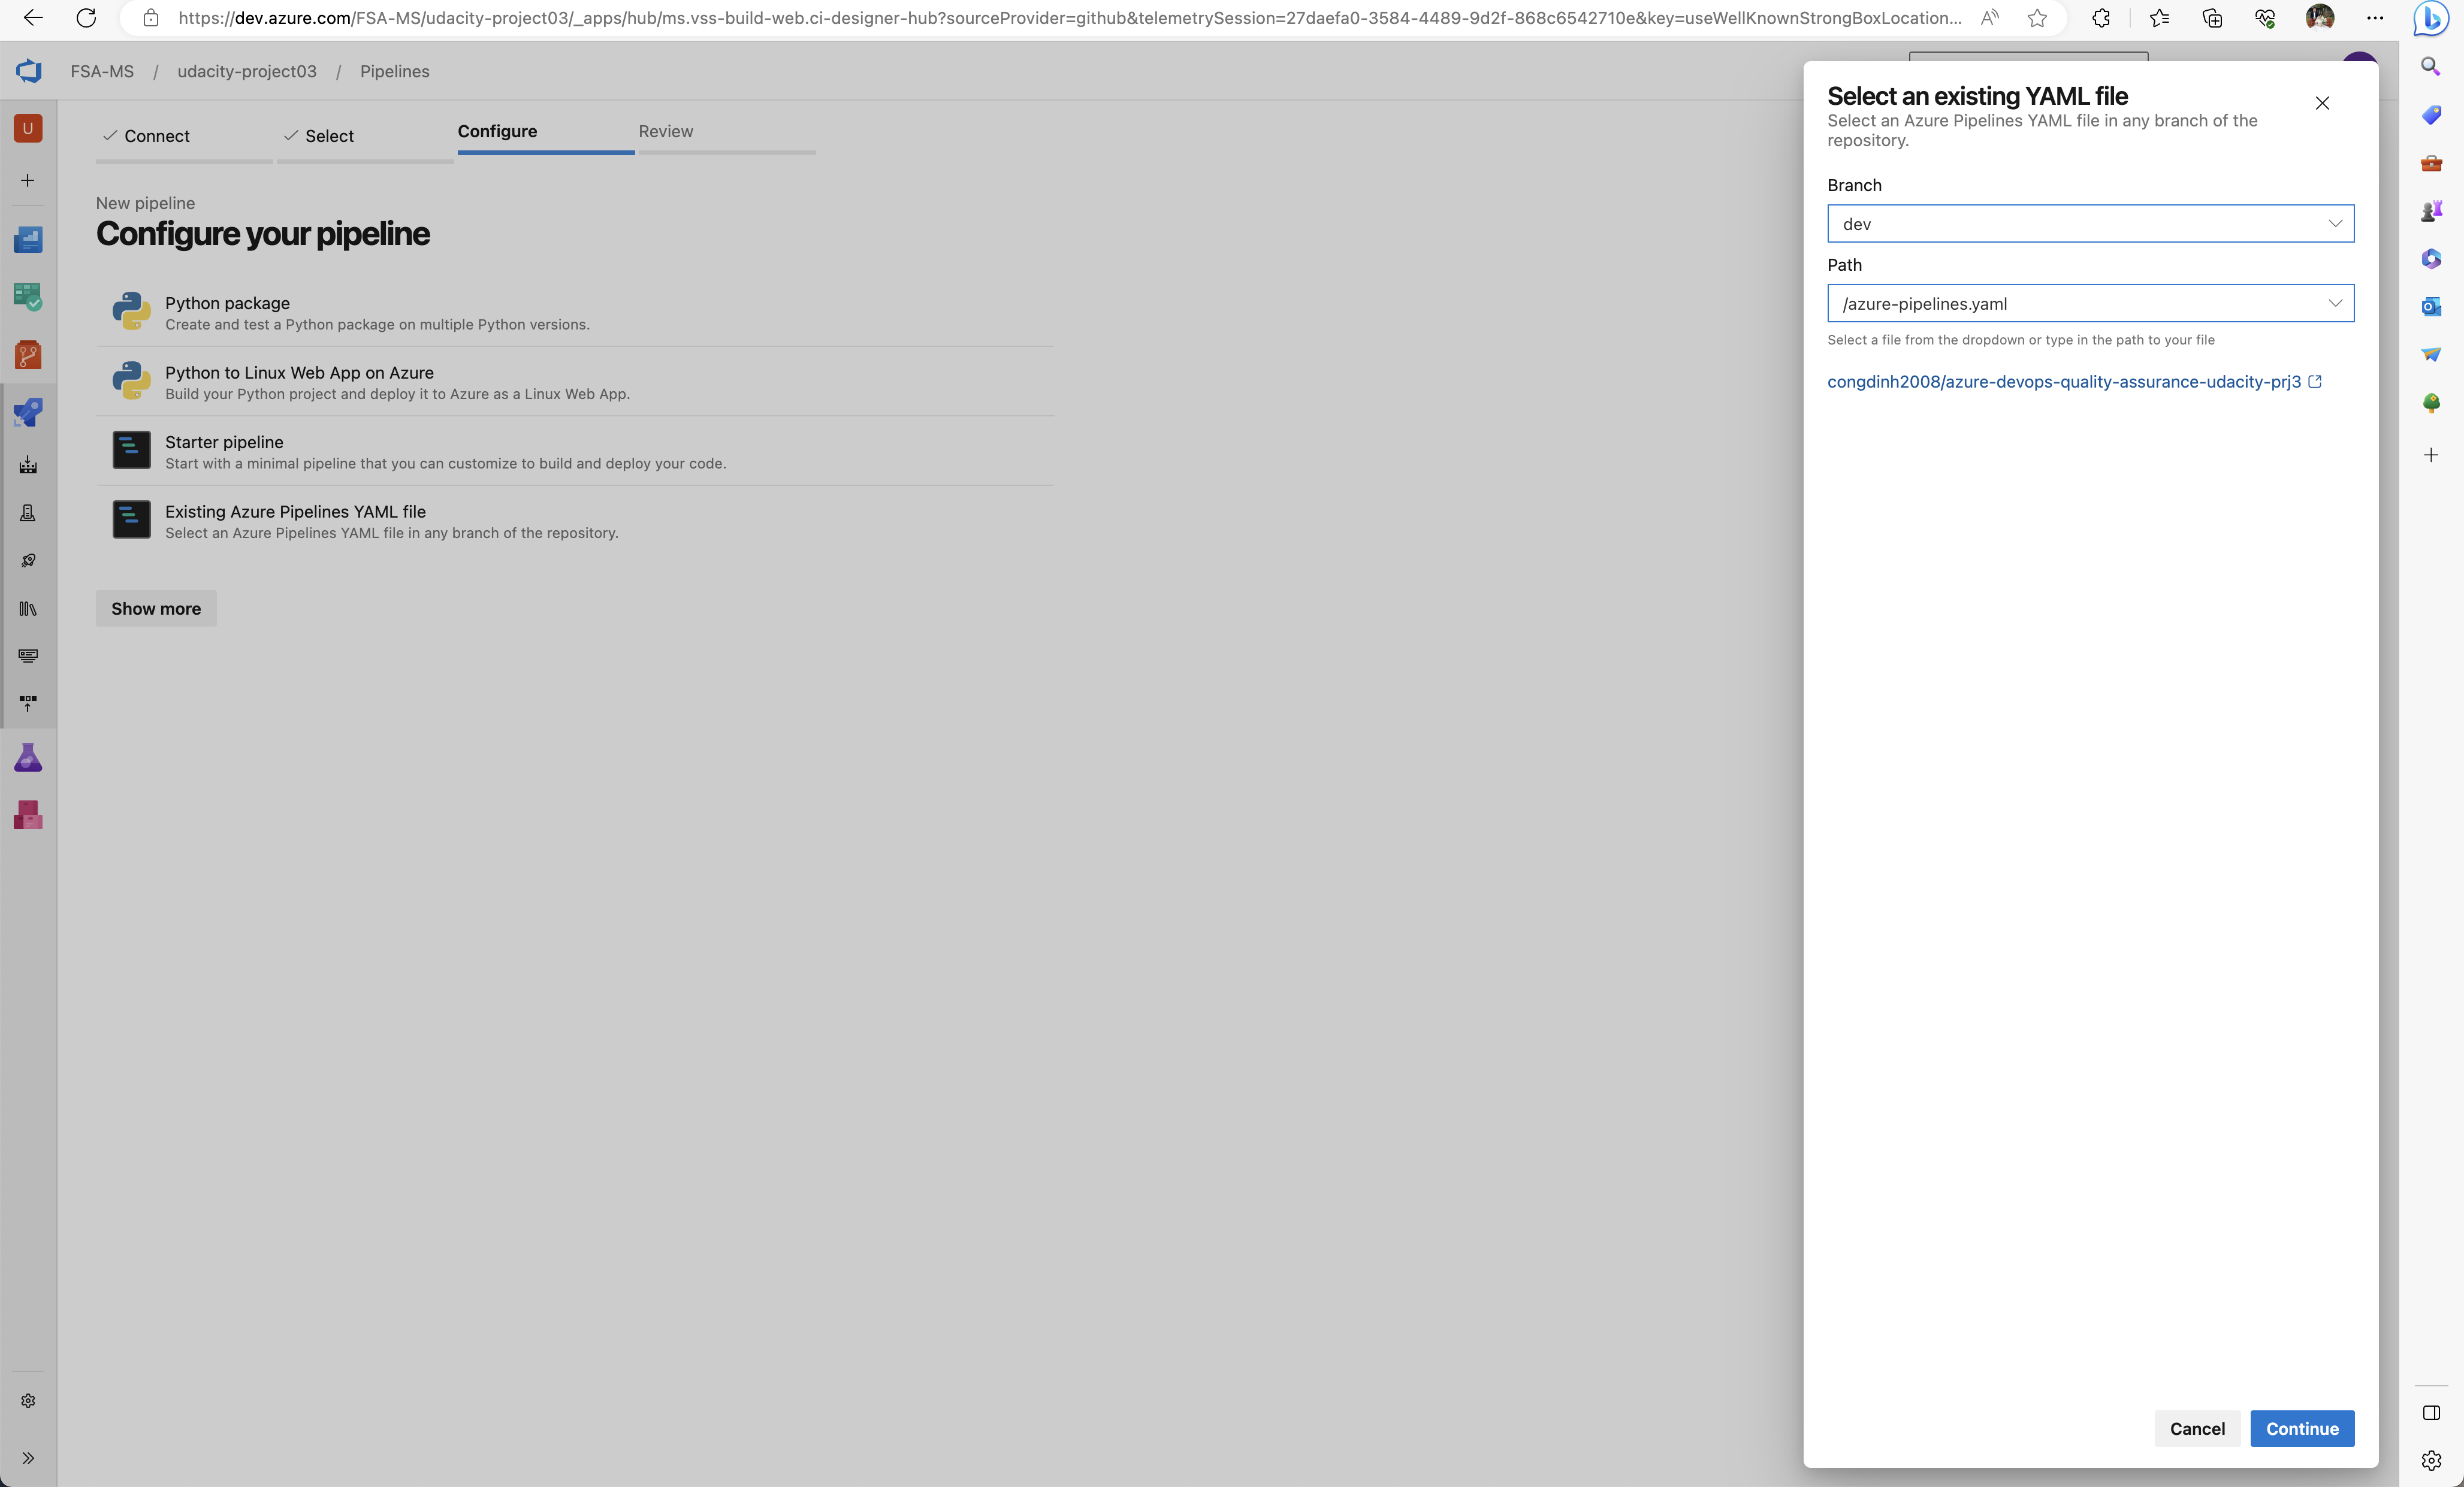 https://dev.azure.com/FSA-MS/udacity-project03/_apps/hub/ms.vss-build-web.ci-designer-hub?sourceProvider=github&telemetrySession=27daefa0-3584-4489-9d2f-868c6542710e&key=useWellKnownStrongBoxLocation...
FSA-MS / udacity-project03 / Pipelines
U
Connect
Select
Configure
Review
New pipeline
Configure your pipeline
Python package
Create and test a Python package on multiple Python versions.
Python to Linux Web App on Azure
Build your Python project and deploy it to Azure as a Linux Web App.
Starter pipeline
Start with a minimal pipeline that you can customize to build and deploy your code.
Existing Azure Pipelines YAML file
Select an Azure Pipelines YAML file in any branch of the repository.
Show more
Select an existing YAML file
Select an Azure Pipelines YAML file in any branch of the
repository.
Branch
dev
Path
/azure-pipelines.yaml
Select a file from the dropdown or type in the path to your file
congdinh2008/azure-devops-quality-assurance-udacity-prj3
Cancel
Continue